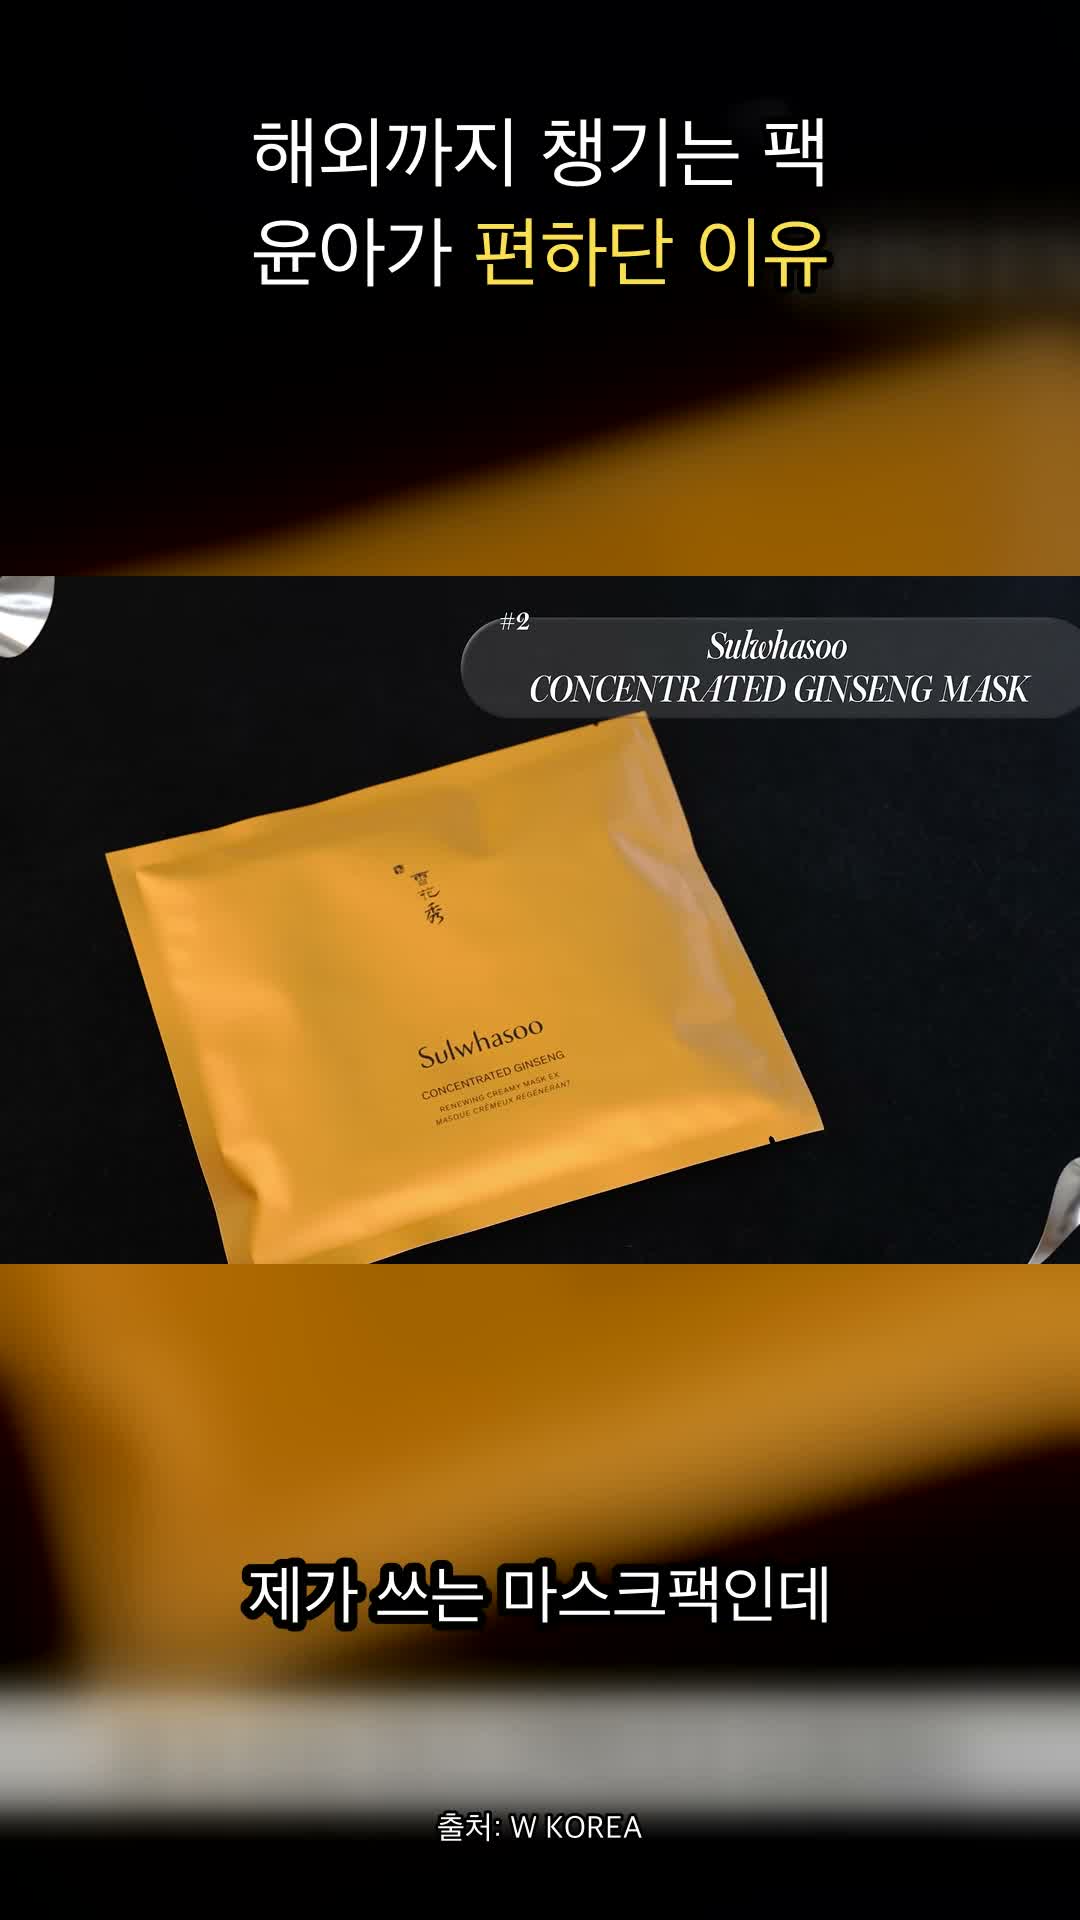 해외까지 챙기는 팩
윤아가 편하단 이유
#2
Sulwhasoo
CONCENTRATED GINSENG MASK
雪
花
秀
Sulwhasoo
CONCENTRATED GINSENG
RENEWING CREAMY MASK EX
MASQUE CRÉMEUX RÉGÉNÉRANT
제가 쓰는 마스크팩인데
출처: W KOREA